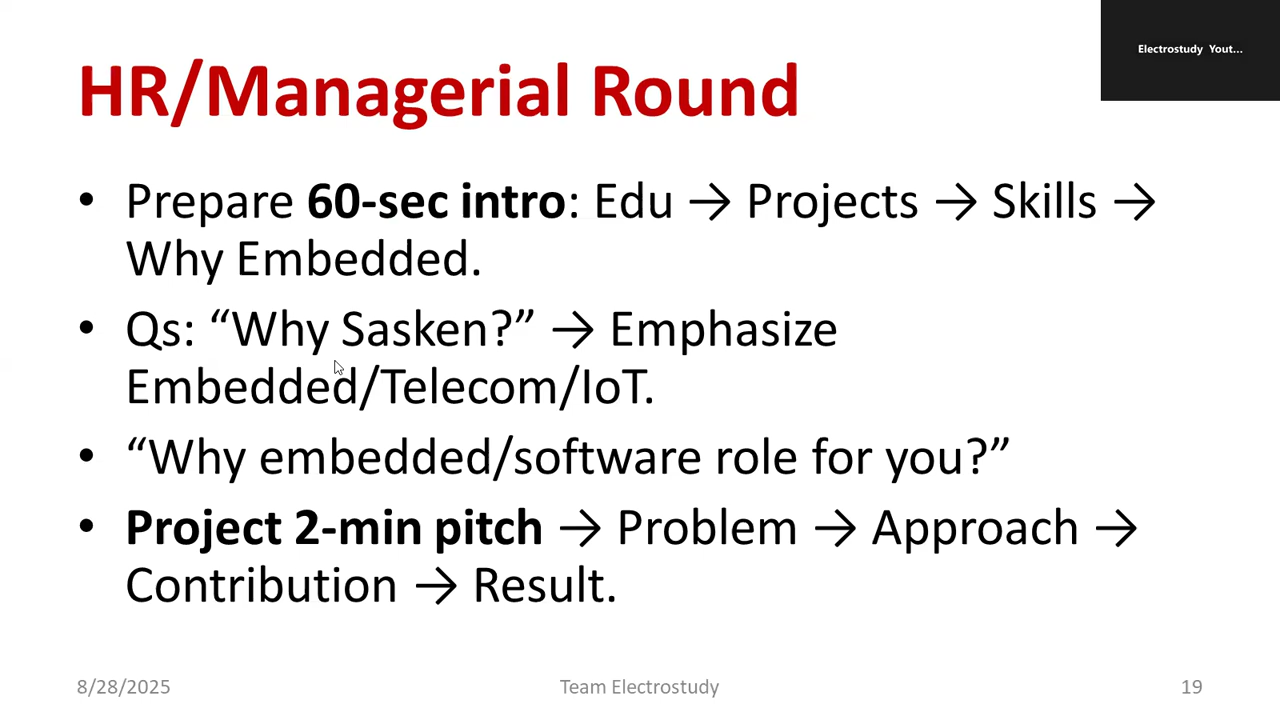 Electrostudy Yout...
HR/Managerial Round
• Prepare 60-sec intro: Edu → Projects → Skills →
Why Embedded.
• Qs: “Why Sasken?” → Emphasize
Embedded/Telecom/IoT.
• “Why embedded/software role for you?”
• Project 2-min pitch → Problem → Approach →
Contribution → Result.
8/28/2025
Team Electrostudy
19